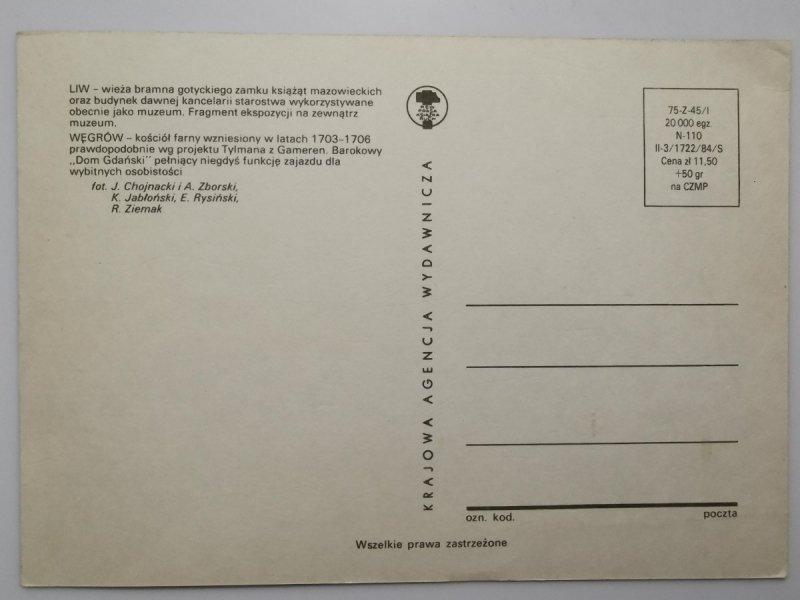 LIW – wieża bramna gotyckiego zamku książąt mazowieckich
oraz budynek dawnej kancelarii starostwa wykorzystywane
obecnie jako muzeum. Fragment ekspozycji na zewnątrz
muzeum.
WĘGRÓW – kościół farny wzniesiony w latach 1703–1706
prawdopodobnie wg projektu Tylmana z Gameren. Barokowy
„Dom Gdański" pełniący niegdyś funkcję zajazdu dla
wybitnych osobistości
fot. J. Chojnacki i A. Zborski,
K. Jabłoński, E. Rysiński,
R. Ziemak
KRAJOWA AGENCJA WYDAWNICZA
75-Z-45/I
20 000 egz.
N-110
II-3/1722/84/S
Cena zł 11,50
+50 gr
na CZMP
ozn. kod.
poczta
Wszelkie prawa zastrzeżone